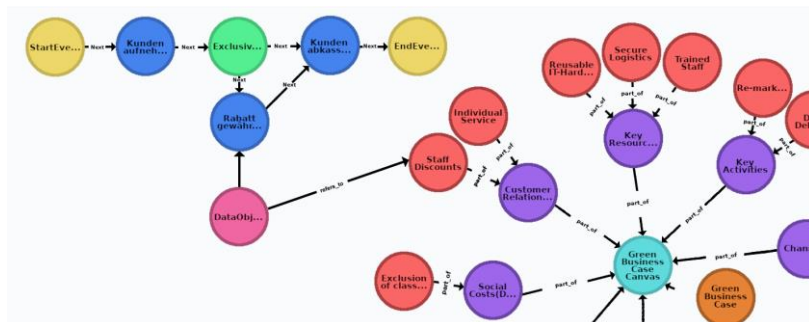 StartEve...
Next
Kunden
aufneh...
Next
Exclusiv...
Next
Kunden
abkass...
Next
EndEve...
Next
Next
Rabatt
gewähr...
DataObj...
refers_to
Staff
Discounts
part_of
Individual
Service
part_of
Customer
Relation...
part_of
Reusable
IT-Hard...
part_of
Secure
Logistics
part_of
Trained
Staff
part_of
Key
Resourc...
part_of
Re-mark...
part_of
part_of
Key
Activities
part_of
Exclusion
of class...
part_of
Social
Costs(D...
part_of
Green
Business
Case
Canvas
part_of
Chan
Green
Business
Case